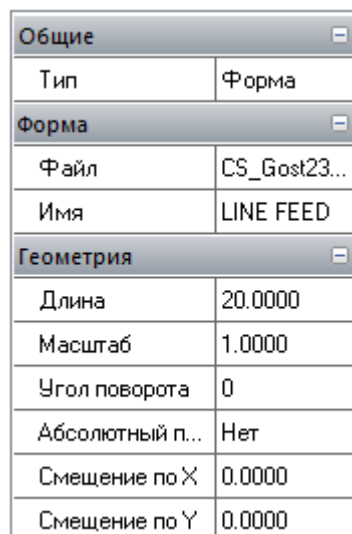 Общие
Тип Форма
Форма
Файл CS_Gost23...
Имя LINE FEED
Геометрия
Длина 20.0000
Масштаб 1.0000
Угол поворота 0
Абсолютный п... Нет
Смещение по X 0.0000
Смещение по Y 0.0000